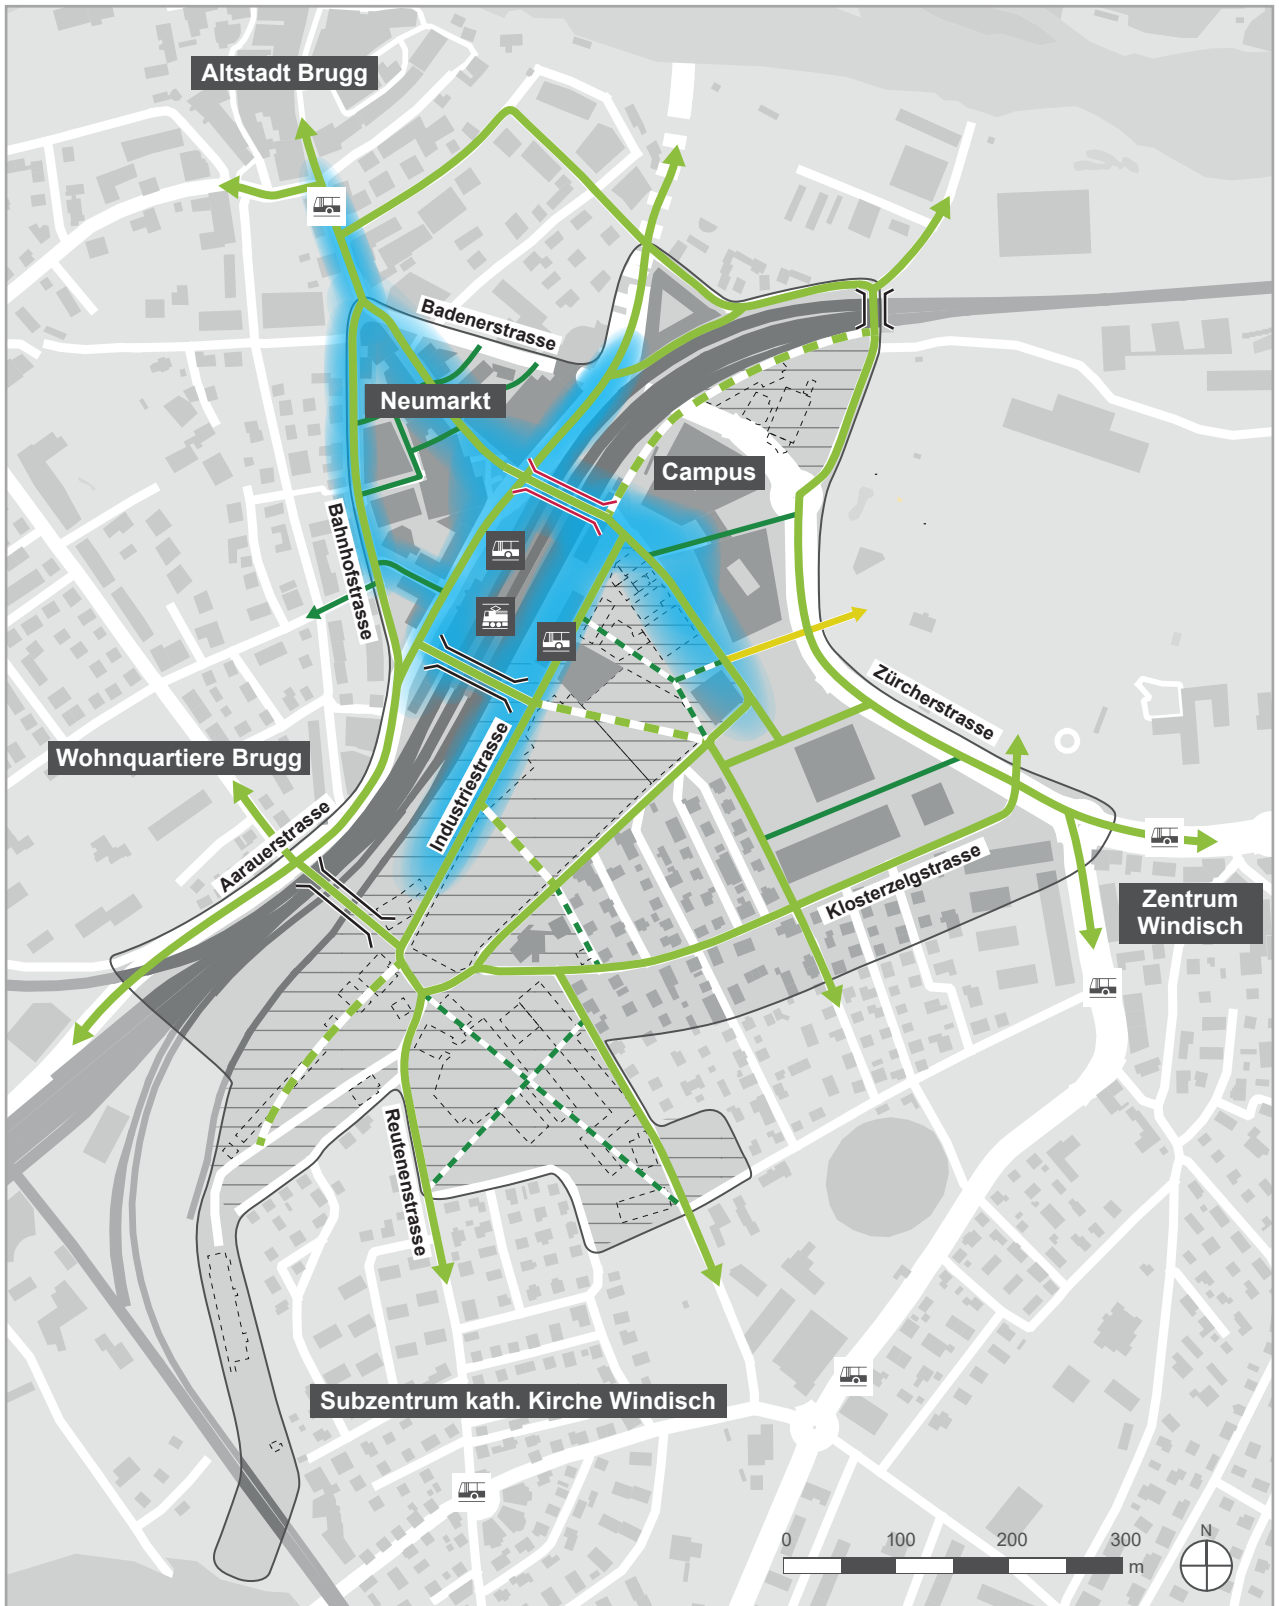 Altstadt Brugg
Badenerstrasse
Neumarkt
Campus
Bahnhofstrasse
Zürcherstrasse
Industriestrasse
Wohnquartiere Brugg
Aarauerstrasse
Klosterzelgstrasse
Zentrum
Windisch
Reutenenstrasse
Subzentrum kath. Kirche Windisch
0 100 200 300
m
N